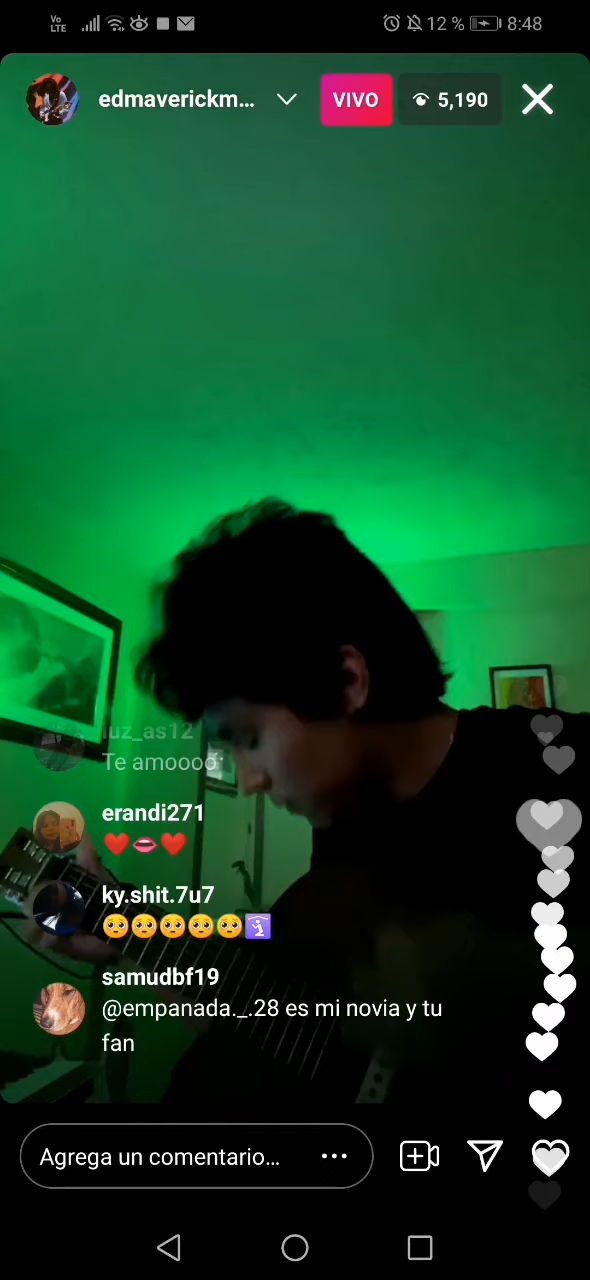 Vo
LTE
12 %
8:48
edmaverickm...
VIVO
5,190
luz_as12
Te amoooo
erandi271
❤️👄❤️
ky.shit.7u7
🥺🥺🥺🥺🥺🛐
samudbf19
@empanada._.28 es mi novia y tu
fan
Agrega un comentario...